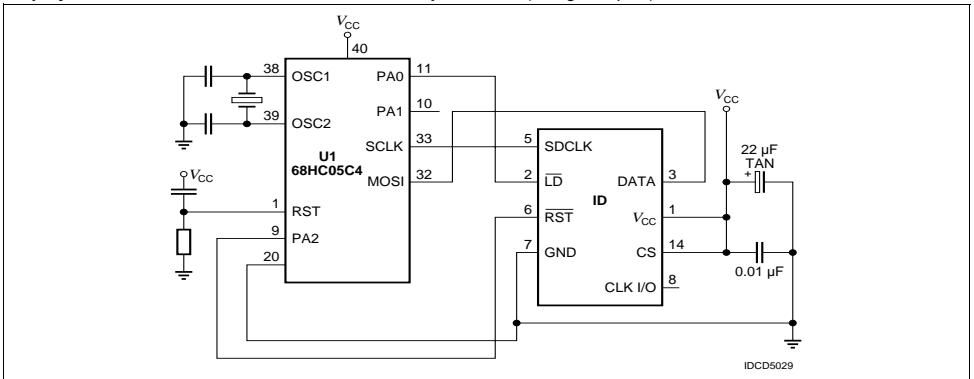 VCC
40
38
OSC1
PA0
11
PA1
10
39
OSC2
SCLK
33
U1
68HC05C4
MOSI
32
VCC
1
RST
9
PA2
20
VCC
5
SDCLK
2
LD
DATA
3
ID
6
RST
VCC
1
7
GND
CS
14
CLK I/O
8
22 µF
TAN
+
0.01 µF
IDCD5029